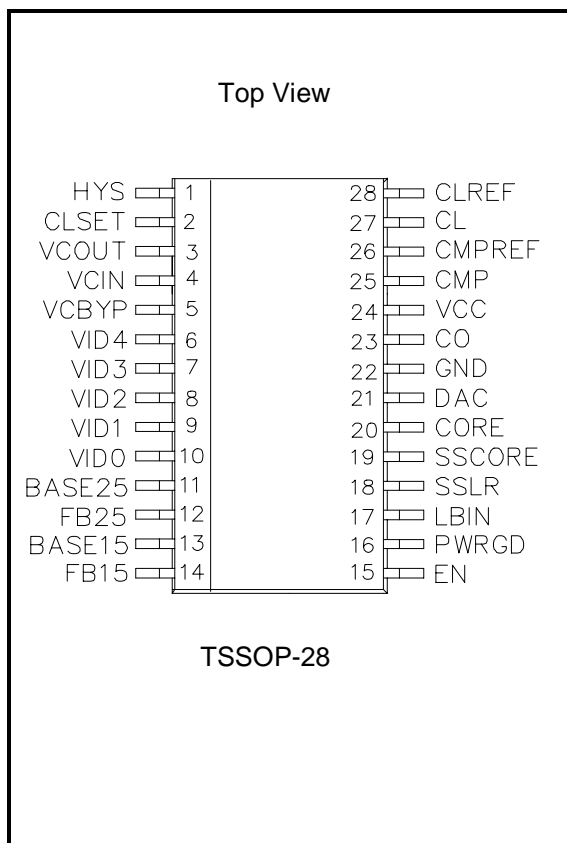 Top View
HYS 1 28 CLREF
CLSET 2 27 CL
VCOUT 3 26 CMPREF
VCIN 4 25 CMP
VCBYP 5 24 VCC
VID4 6 23 CO
VID3 7 22 GND
VID2 8 21 DAC
VID1 9 20 CORE
VID0 10 19 SSCORE
BASE25 11 18 SSLR
FB25 12 17 LBIN
BASE15 13 16 PWRGD
FB15 14 15 EN
TSSOP-28